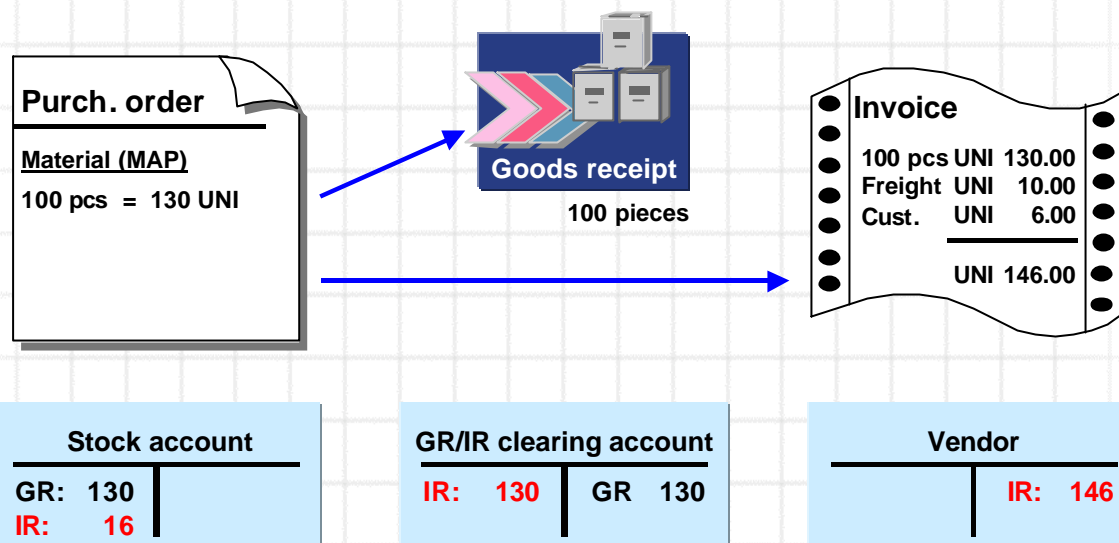 Purch. order
Material (MAP)
100 pcs = 130 UNI
Goods receipt
100 pieces
Invoice
100 pcs UNI 130.00
Freight UNI 10.00
Cust. UNI 6.00
UNI 146.00
Stock account
GR: 130
IR: 16
GR/IR clearing account
IR: 130 GR 130
Vendor
IR: 146